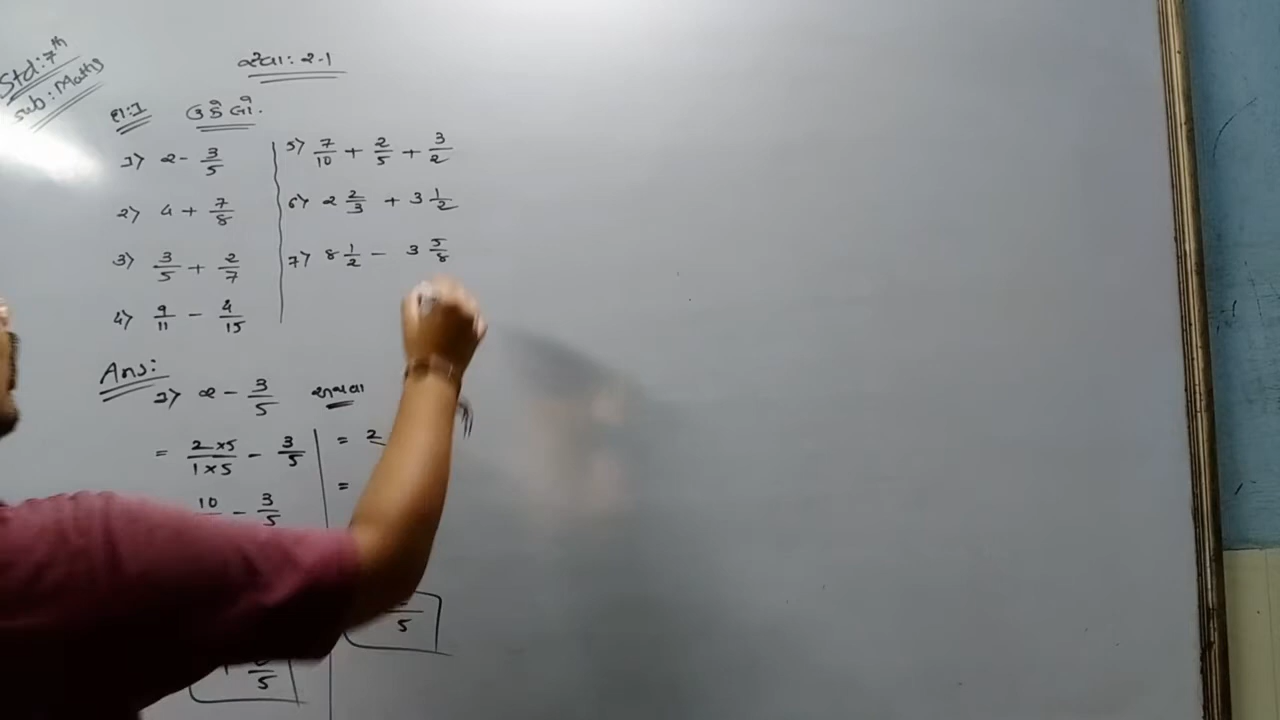 Std: 7th
Sub: Maths
સ્વા: 2.1
પ્ર:1 ઉકેલો.
1> 2 - 3/5
2> 4 + 7/8
3> 3/5 + 2/7
4> 9/11 - 4/15
5> 7/10 + 2/5 + 3/2
6> 2 2/3 + 3 1/2
7> 8 1/2 - 3 5/8
Ans:
1> 2 - 3/5 અથવા
= 2×5/1×5 - 3/5
10 - 3/5
= 2
=
5
5